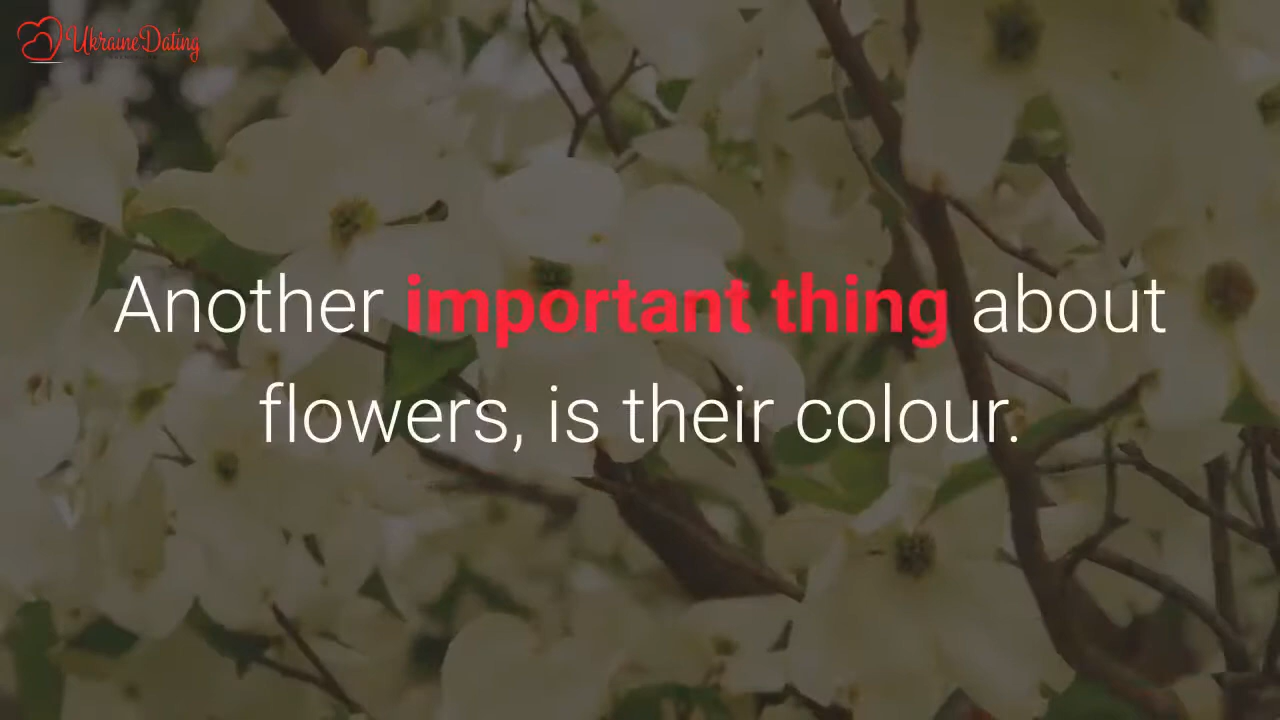 UkraineDating
Another important thing about
flowers, is their colour.